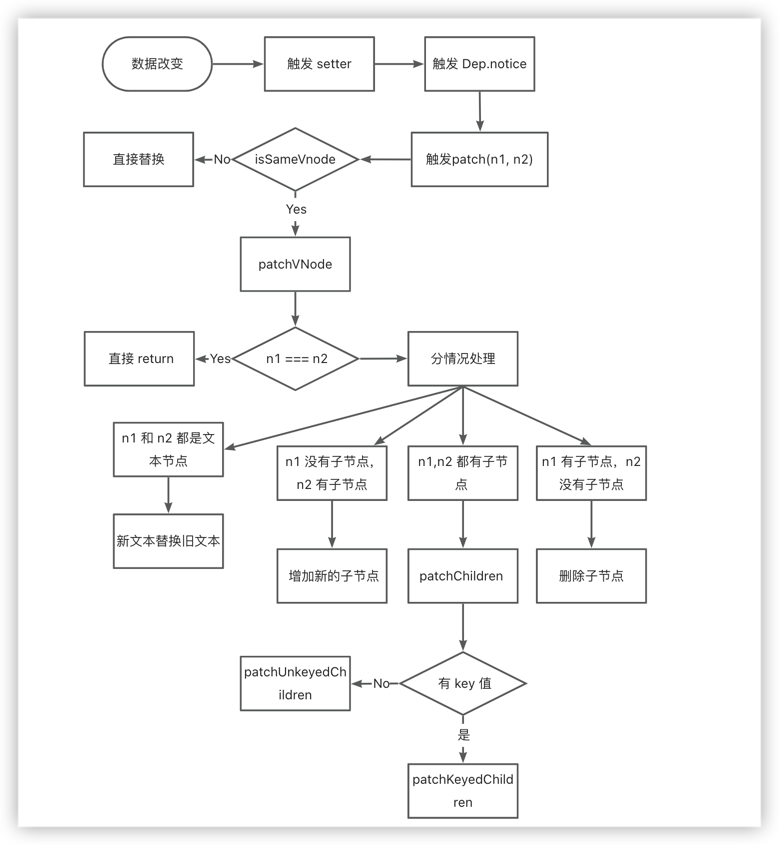 数据改变
触发 setter
触发 Dep.notice
直接替换
No
isSameVnode
触发patch(n1, n2)
Yes
patchVNode
直接 return
Yes
n1 === n2
分情况处理
n1 和 n2 都是文
本节点
n1 没有子节点，
n2 有子节点
n1,n2 都有子节
点
n1 有子节点，n2
没有子节点
新文本替换旧文本
增加新的子节点
patchChildren
删除子节点
patchUnkeyedCh
ildren
No
有 key 值
是
patchKeyedChild
ren